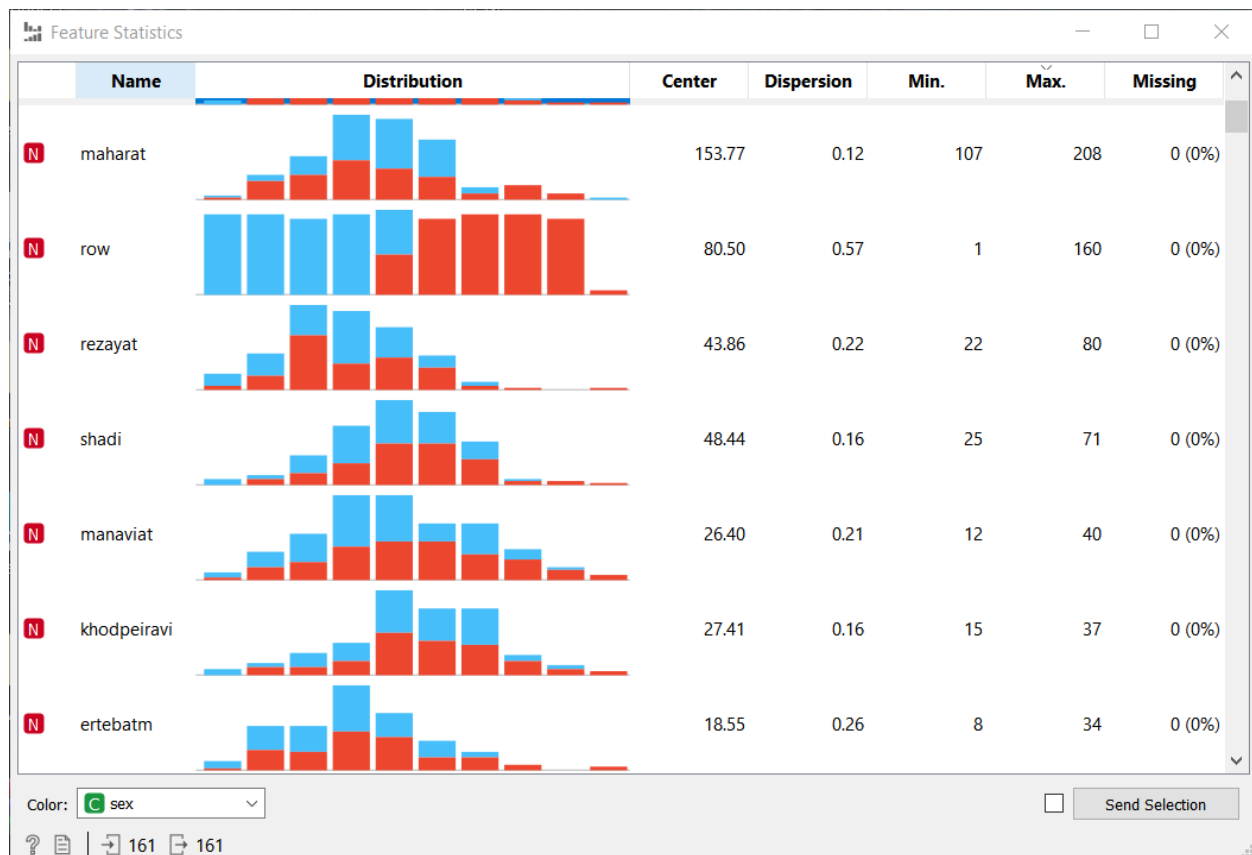 Feature Statistics
Name Distribution Center Dispersion Min. Max. Missing
N maharat 153.77 0.12 107 208 0 (0%)
N row 80.50 0.57 1 160 0 (0%)
N rezayat 43.86 0.22 22 80 0 (0%)
N shadi 48.44 0.16 25 71 0 (0%)
N manaviat 26.40 0.21 12 40 0 (0%)
N khodpeiravi 27.41 0.16 15 37 0 (0%)
N ertebatm 18.55 0.26 8 34 0 (0%)
Color: C sex Send Selection
? 161 161